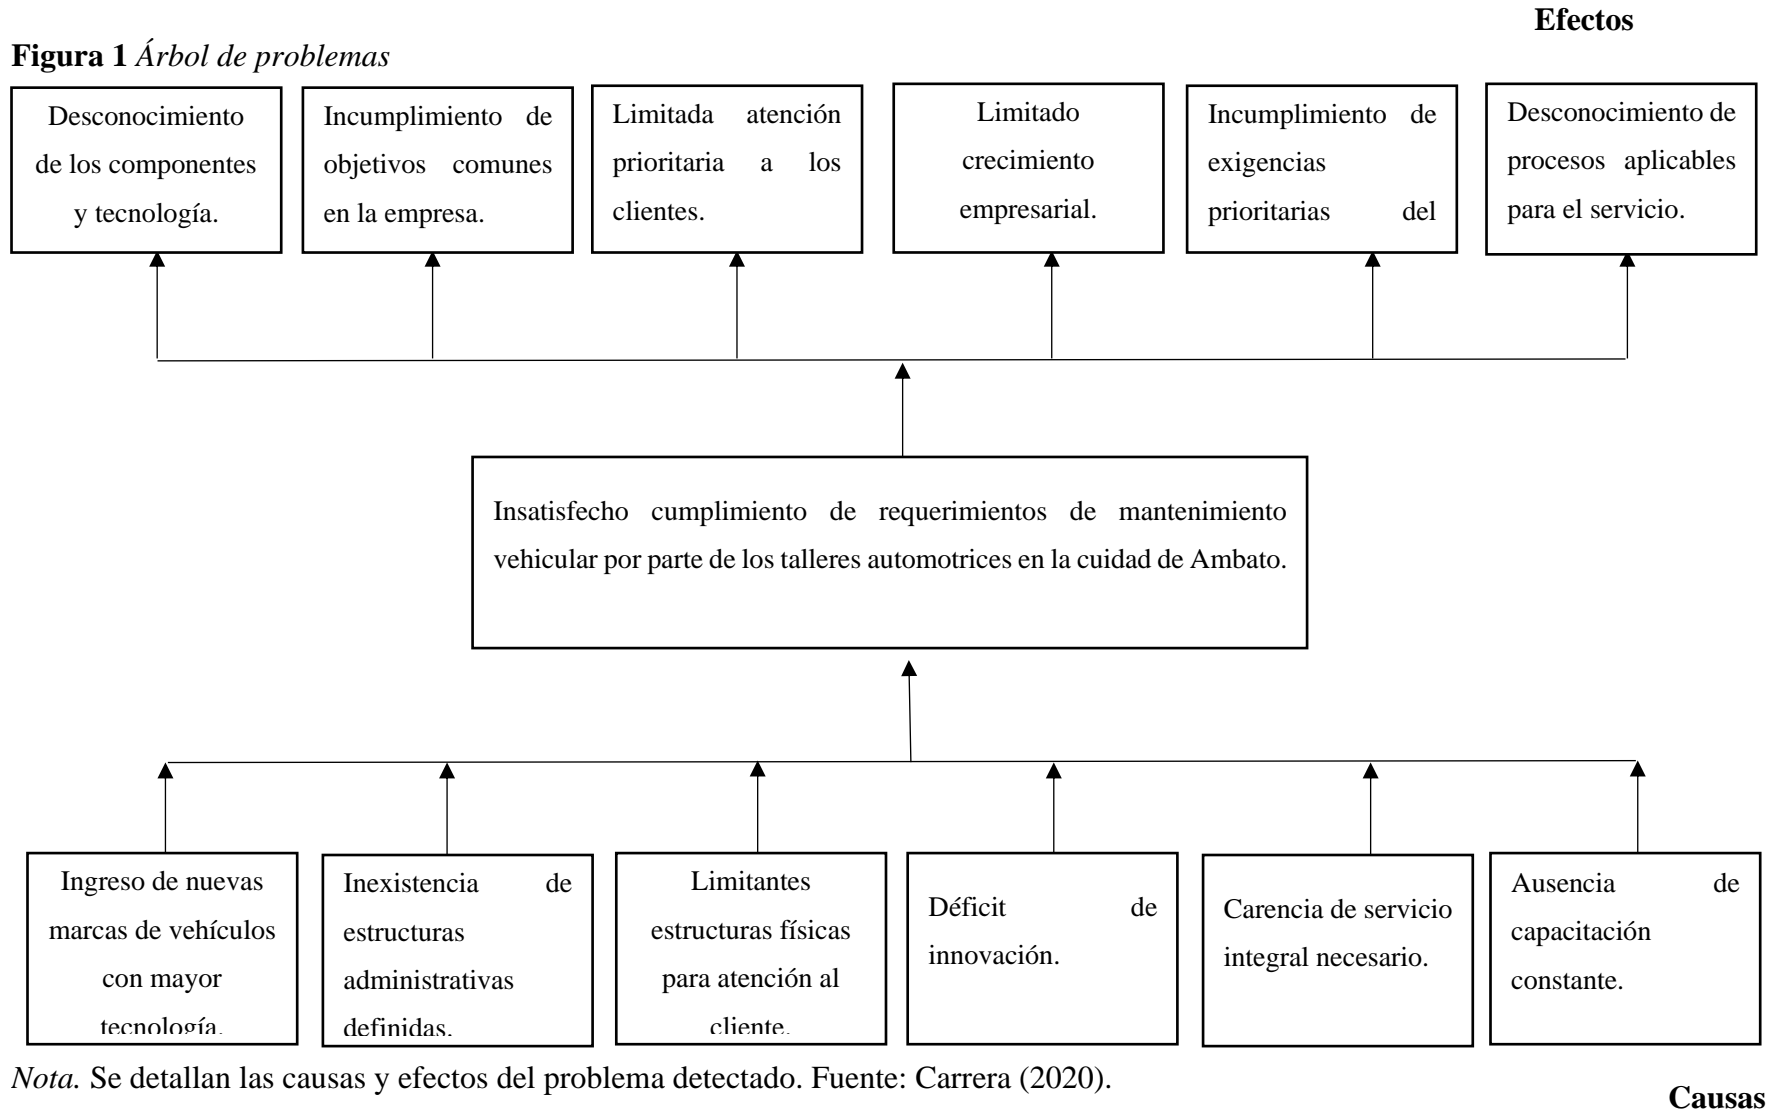 Efectos
Figura 1 Árbol de problemas
Desconocimiento
de los componentes
y tecnología.
Incumplimiento de
objetivos comunes
en la empresa.
Limitada atención
prioritaria a los
clientes.
Limitado
crecimiento
empresarial.
Incumplimiento de
exigencias
prioritarias del
Desconocimiento de
procesos aplicables
para el servicio.
Insatisfecho cumplimiento de requerimientos de mantenimiento
vehicular por parte de los talleres automotrices en la cuidad de Ambato.
Ingreso de nuevas
marcas de vehículos
con mayor
tecnología.
Inexistencia de
estructuras
administrativas
definidas.
Limitantes
estructuras físicas
para atención al
cliente.
Déficit de
innovación.
Carencia de servicio
integral necesario.
Ausencia de
capacitación
constante.
Nota. Se detallan las causas y efectos del problema detectado. Fuente: Carrera (2020).
Causas